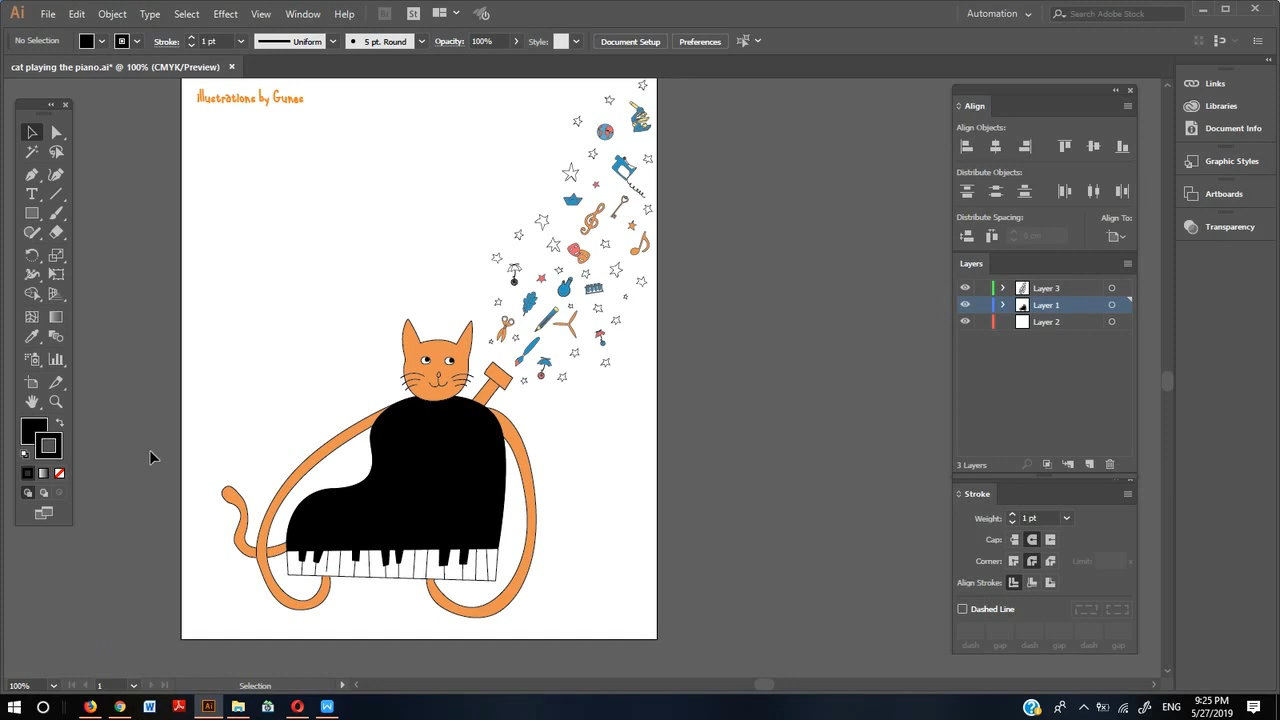 Ai File Edit Object Type Select Effect View Window Help Br St Automation Search Adobe Stock
No Selection Stroke: 1 pt Uniform 5 pt. Round Opacity: 100% Style: Document Setup Preferences
cat playing the piano.ai* @ 100% (CMYK/Preview)
illustrations by Gunes
Align
Align Objects:
Distribute Objects:
Distribute Spacing: Align To:
0 cm
Layers
Layer 3
Layer 1
Layer 2
3 Layers
Stroke
Weight: 1 pt
Cap:
Corner: Limit:
Align Stroke:
Dashed Line
dash gap dash gap dash gap
Links
Libraries
Document Info
Graphic Styles
Artboards
Transparency
100% 1 Selection
ENG 9:25 PM
5/27/2019